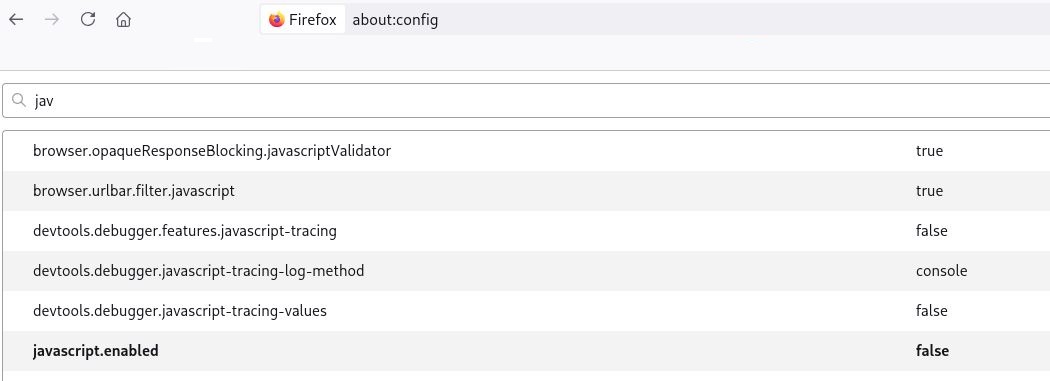 Firefox about:config
jav
browser.opaqueResponseBlocking.javascriptValidator true
browser.urlbar.filter.javascript true
devtools.debugger.features.javascript-tracing false
devtools.debugger.javascript-tracing-log-method console
devtools.debugger.javascript-tracing-values false
javascript.enabled false